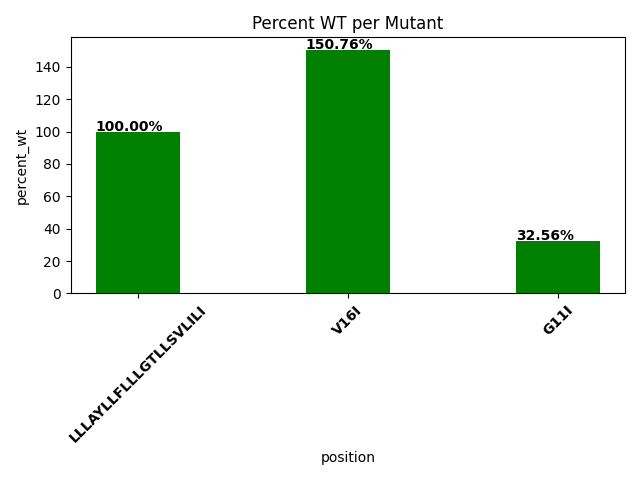 Percent WT per Mutant
150.76%
100.00%
32.56%
percent_wt
140
120
100
80
60
40
20
0
LLLAYLLFLLLGTLLSVLILI
V16I
G11I
position